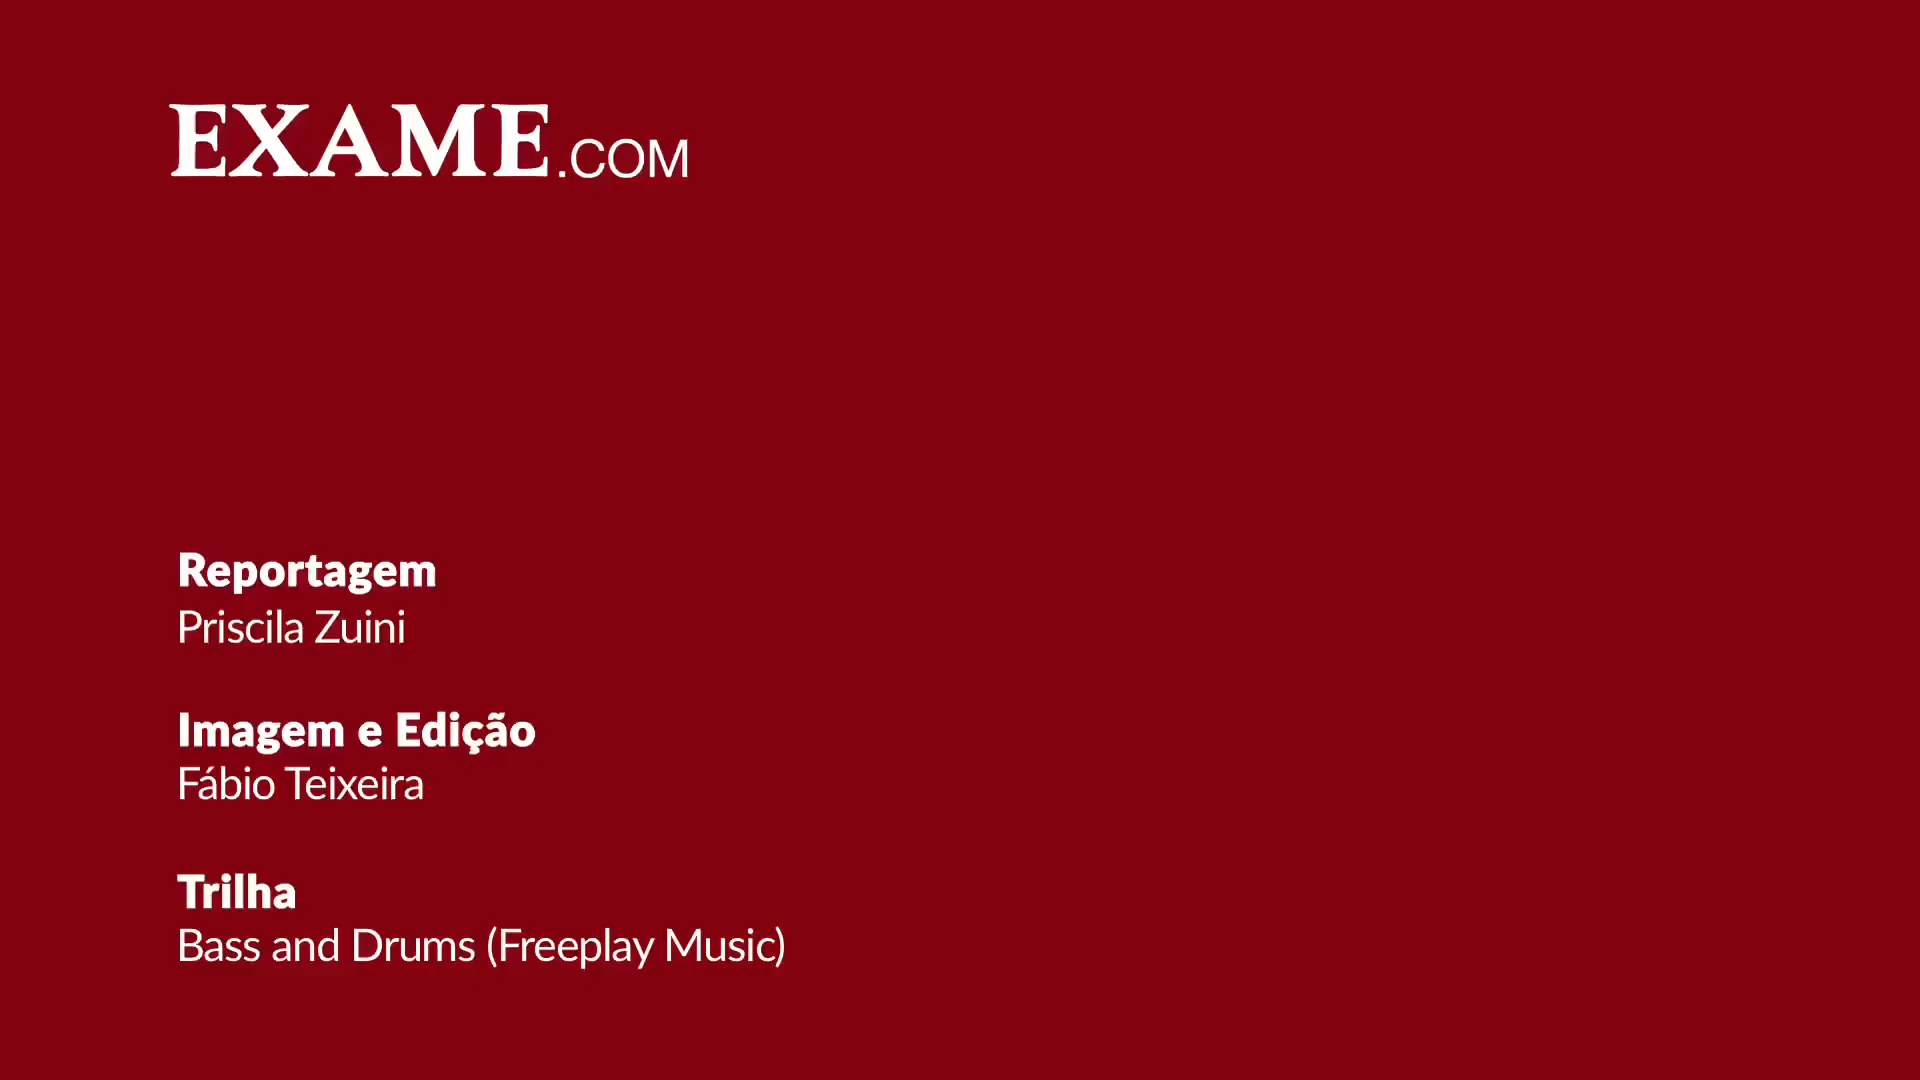 EXAME.COM
Reportagem
Priscila Zuini
Imagem e Edição
Fábio Teixeira
Trilha
Bass and Drums (Freeplay Music)